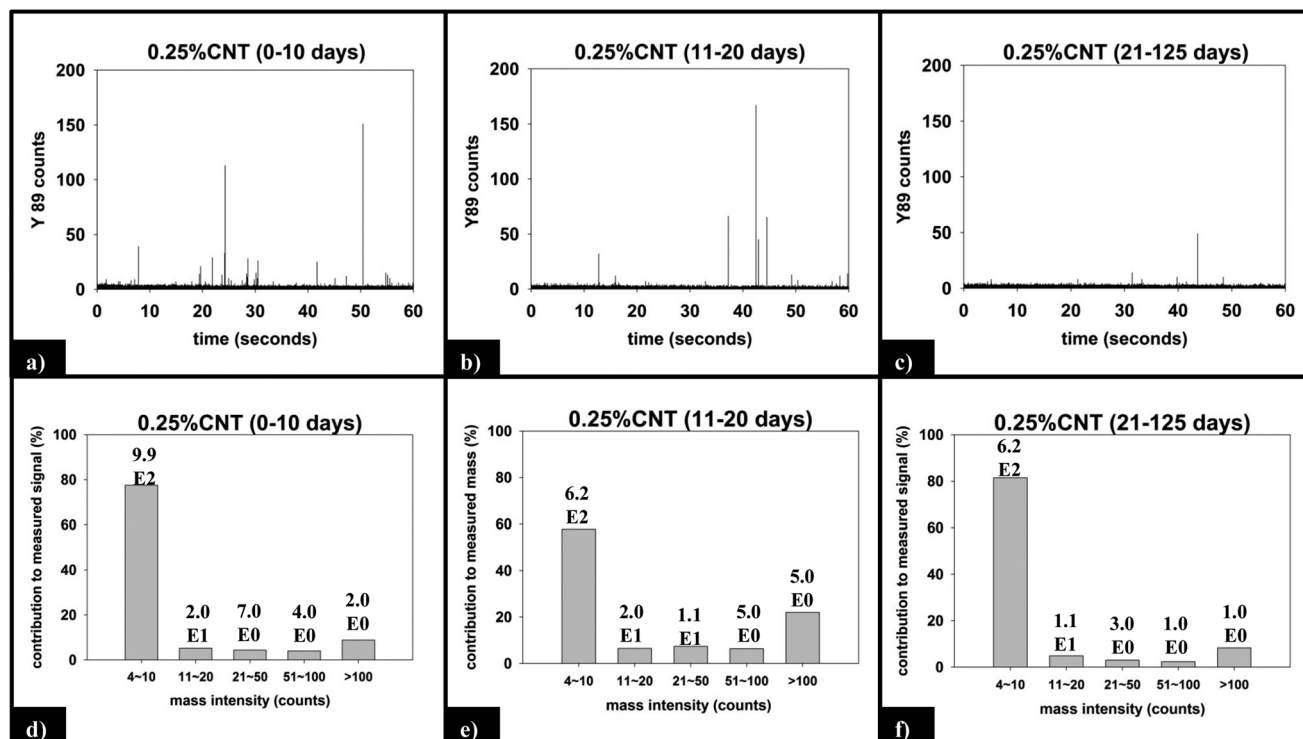 0.25%CNT (0-10 days)
200
150
100
50
0
Y 89 counts
0 10 20 30 40 50 60
time (seconds)
a)
0.25%CNT (11-20 days)
200
150
100
50
0
Y89 counts
0 10 20 30 40 50 60
time (seconds)
b)
0.25%CNT (21-125 days)
200
150
100
50
0
Y89 counts
0 10 20 30 40 50 60
time (seconds)
c)
0.25%CNT (0-10 days)
100
80
60
40
20
0
contribution to measured signal (%)
9.9 2.0 7.0 4.0 2.0
E2 E1 E0 E0 E0
4~10 11~20 21~50 51~100 >100
mass intensity (counts)
d)
0.25%CNT (11-20 days)
100
80
60
40
20
0
contribution to measured mass (%)
6.2 2.0 1.1 5.0 5.0
E2 E1 E1 E0 E0
4~10 11~20 21~50 51~100 >100
mass intensity (counts)
e)
0.25%CNT (21-125 days)
100
80
60
40
20
0
contribution to measured signal (%)
6.2 1.1 3.0 1.0 1.0
E2 E1 E0 E0 E0
4~10 11~20 21~50 51~100 >100
mass intensity (counts)
f)